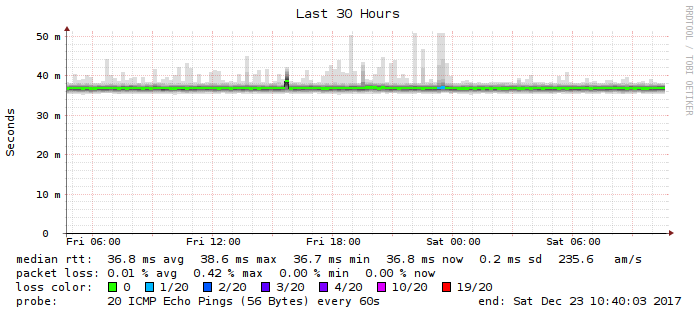 Last 30 Hours
RRDTOOL / TOBI OETIKER
Seconds
50 m
40 m
30 m
20 m
10 m
0
Fri 06:00 Fri 12:00 Fri 18:00 Sat 00:00 Sat 06:00
median rtt: 36.8 ms avg 38.6 ms max 36.7 ms min 36.8 ms now 0.2 ms sd 235.6 am/s
packet loss: 0.01 % avg 0.42 % max 0.00 % min 0.00 % now
loss color: 0 1/20 2/20 3/20 4/20 10/20 19/20
probe: 20 ICMP Echo Pings (56 Bytes) every 60s end: Sat Dec 23 10:40:03 2017